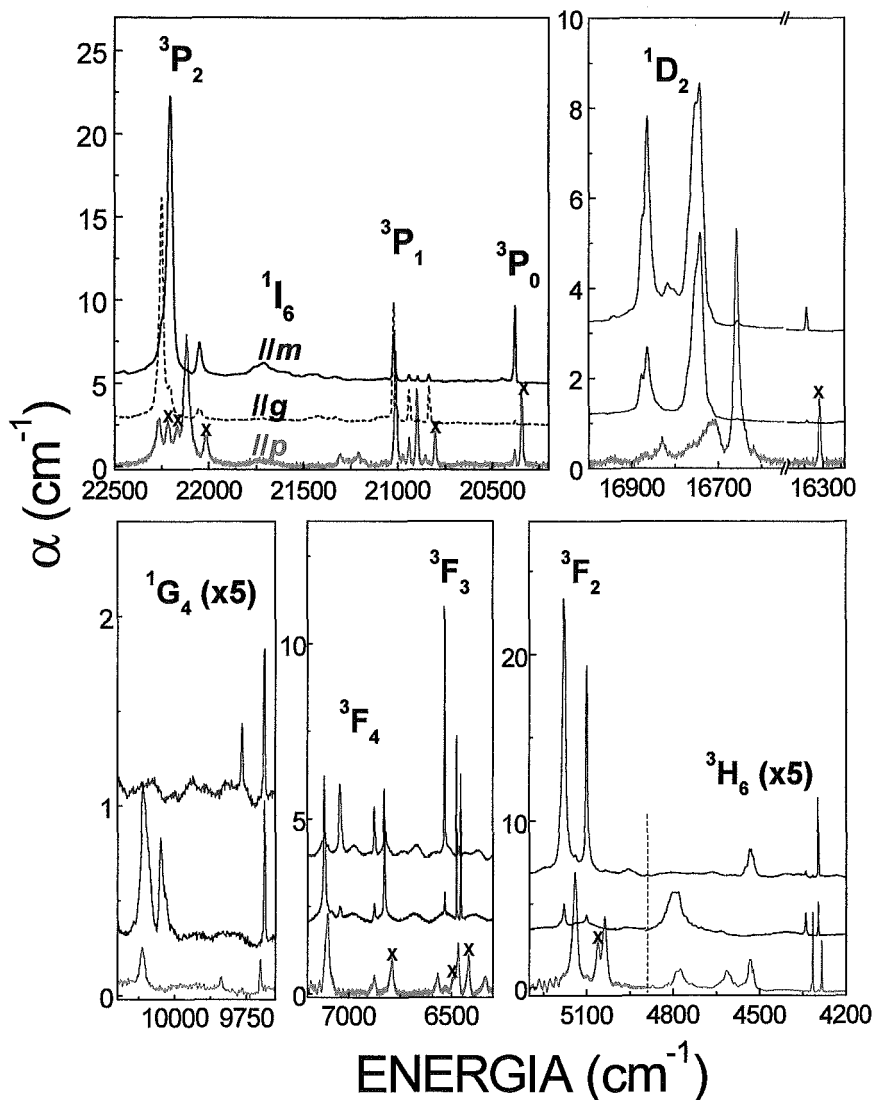 25
20
15
10
5
0
³P₂
¹I₆
³P₁
³P₀
//m
//g
//p
x
x
x
x
x
22500
22000
21500
21000
20500
10
8
6
4
2
0
¹D₂
x
16900
16700
16300
α (cm⁻¹)
2
1
0
¹G₄ (x5)
10000
9750
10
5
0
³F₃
³F₄
x
x
x
7000
6500
20
10
0
³F₂
³H₆ (x5)
x
5100
4800
4500
4200
ENERGIA (cm⁻¹)